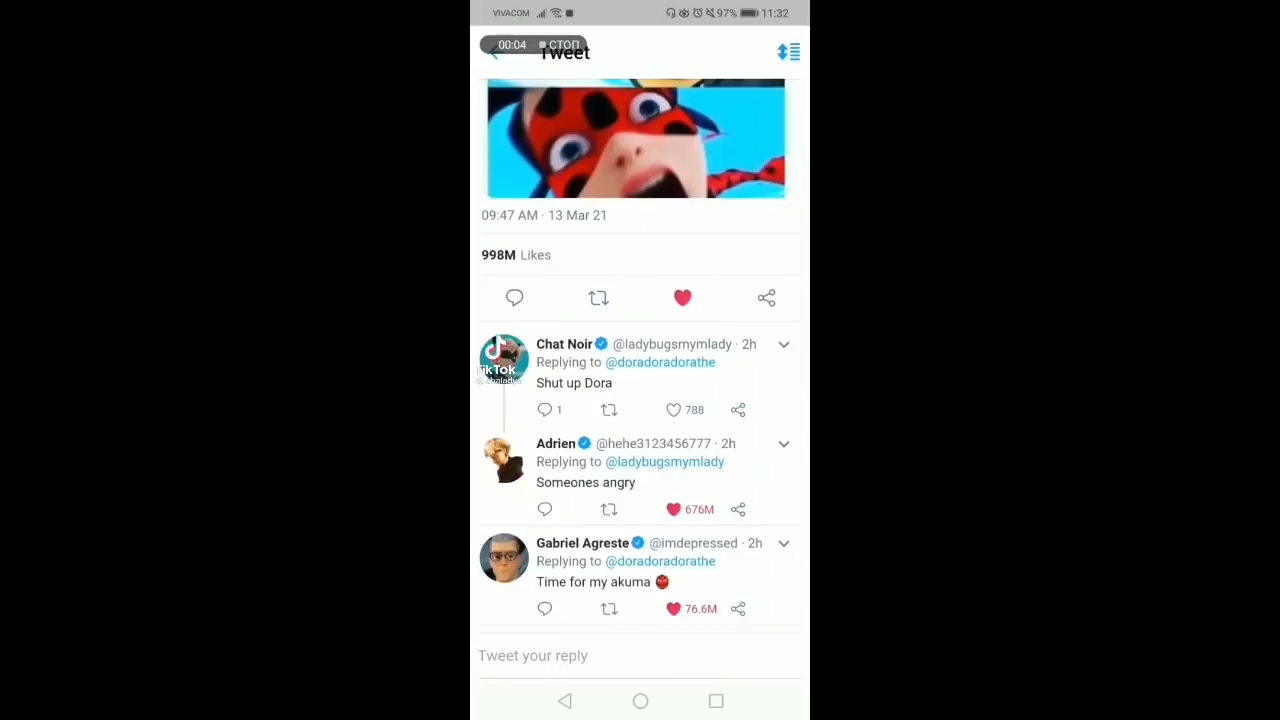 VIVACOM 97% 11:32
00:04 СТОП
Tweet
09:47 AM · 13 Mar 21
998M Likes
Chat Noir @ladybugsmymlady · 2h
Replying to @doradoradorathe
Shut up Dora
1 788
TikTok
Adrien @hehe3123456777 · 2h
Replying to @ladybugsmymlady
Someones angry
676M
Gabriel Agreste @imdepressed · 2h
Replying to @doradoradorathe
Time for my akuma
76.6M
Tweet your reply